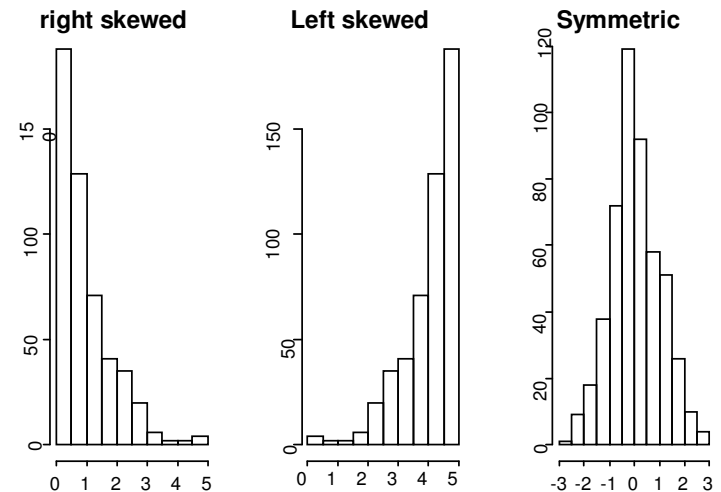 right skewed
Left skewed
Symmetric
0 50 100 15
0
0 1 2 3 4 5
0 50 100 150
0 1 2 3 4 5
0 20 40 60 80 100 120
-3 -2 -1 0 1 2 3